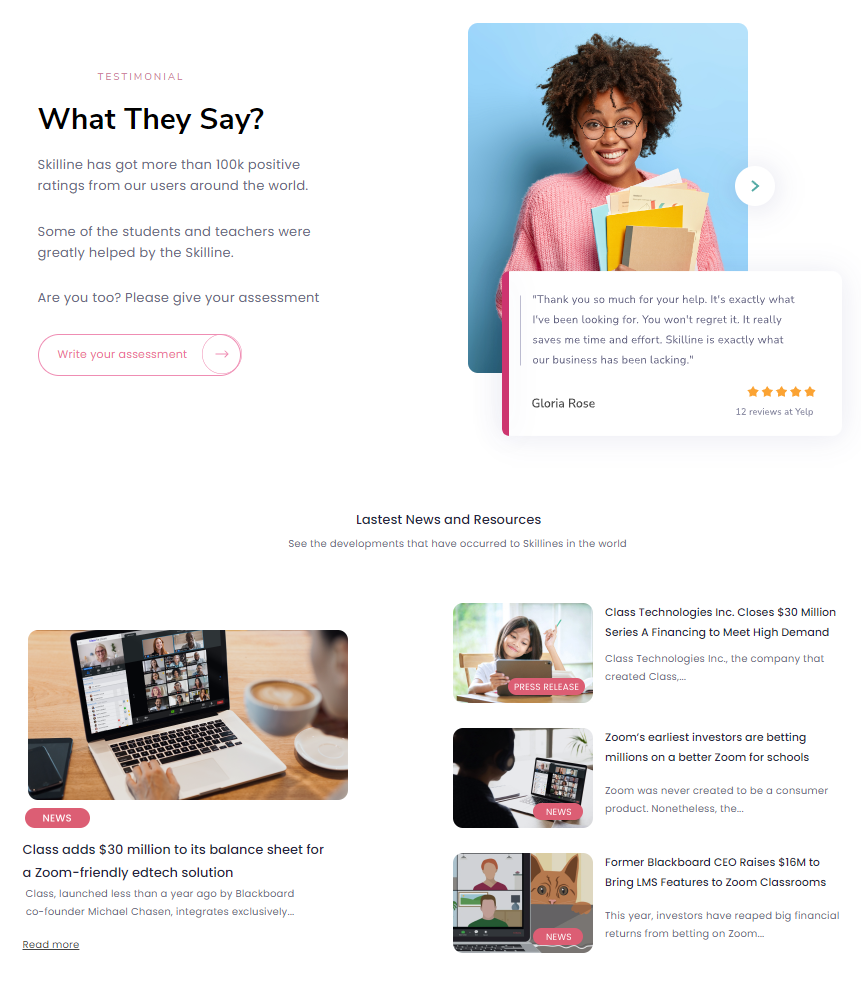 TESTIMONIAL
What They Say?
Skilline has got more than 100k positive
ratings from our users around the world.
Some of the students and teachers were
greatly helped by the Skilline.
Are you too? Please give your assessment
Write your assessment
"Thank you so much for your help. It's exactly what
I've been looking for. You won't regret it. It really
saves me time and effort. Skilline is exactly what
our business has been lacking."
Gloria Rose
12 reviews at Yelp
Lastest News and Resources
See the developments that have occurred to Skillines in the world
NEWS
Class adds $30 million to its balance sheet for
a Zoom-friendly edtech solution
Class, launched less than a year ago by Blackboard
co-founder Michael Chasen, integrates exclusively...
Read more
PRESS RELEASE
Class Technologies Inc. Closes $30 Million
Series A Financing to Meet High Demand
Class Technologies Inc., the company that
created Class,...
NEWS
Zoom's earliest investors are betting
millions on a better Zoom for schools
Zoom was never created to be a consumer
product. Nonetheless, the...
NEWS
Former Blackboard CEO Raises $16M to
Bring LMS Features to Zoom Classrooms
This year, investors have reaped big financial
returns from betting on Zoom...